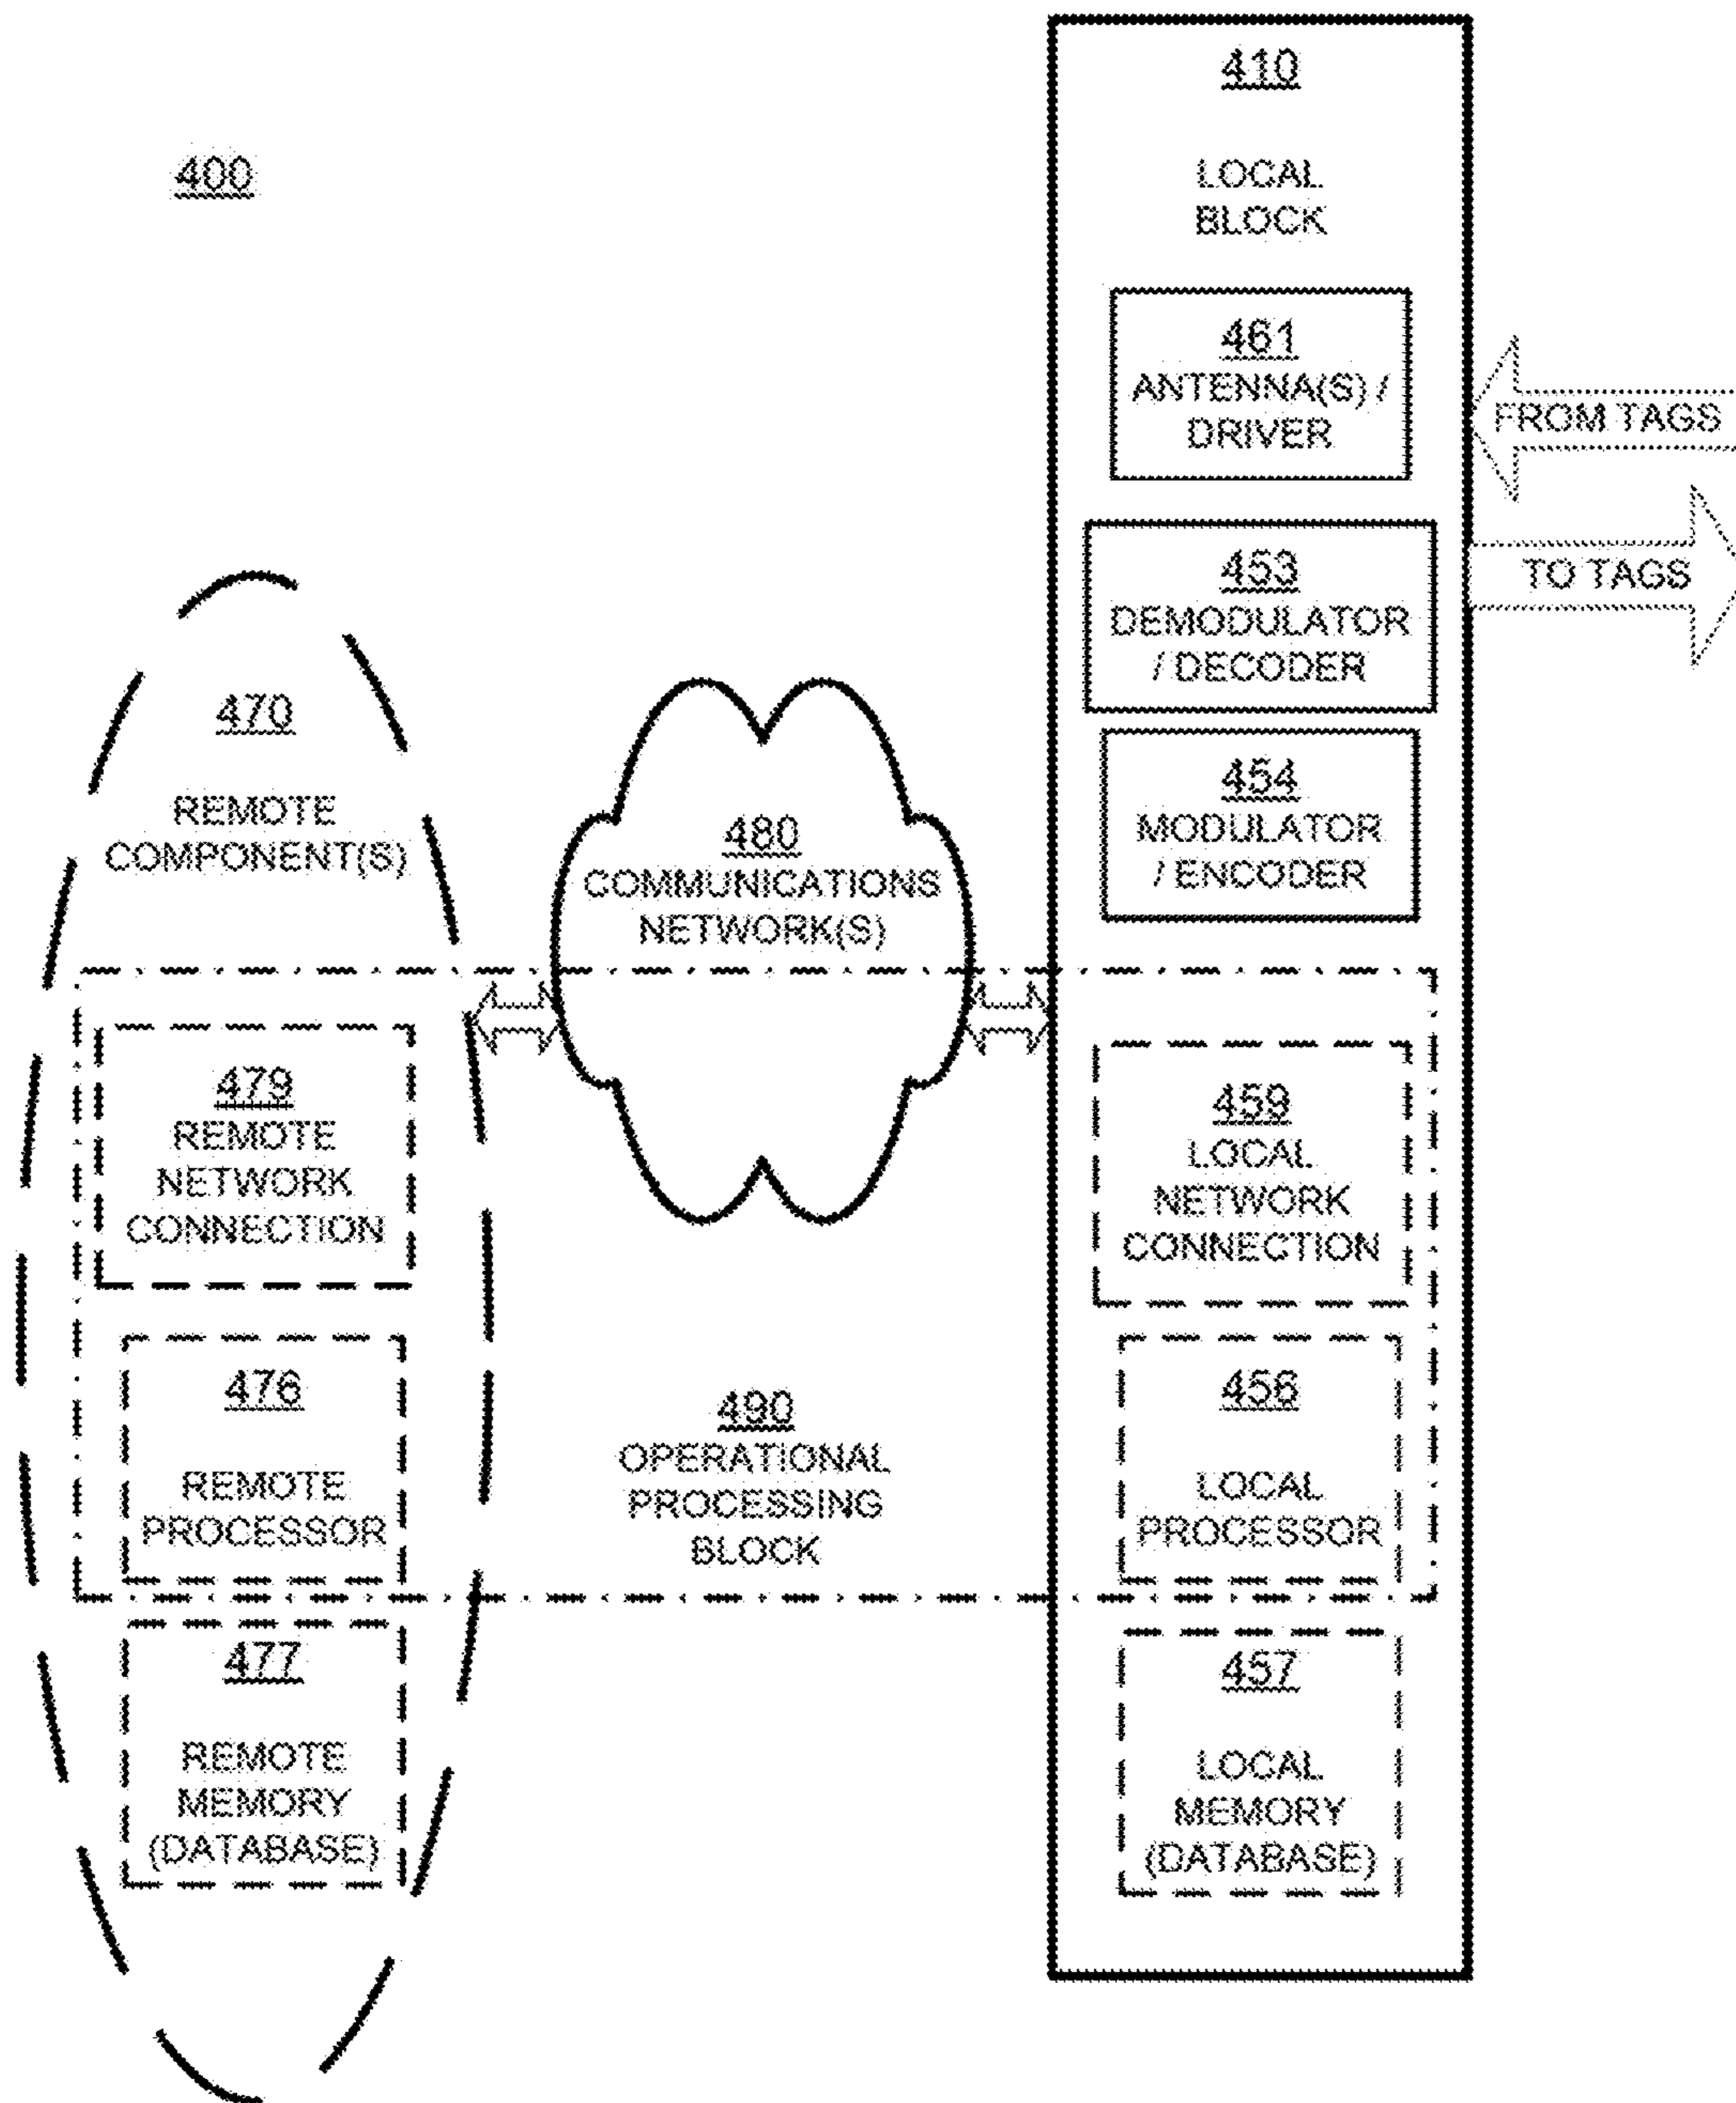 400
410
LOCAL
BLOCK
461
ANTENNA(S) /
DRIVER
FROM TAGS
453
DEMODULATOR
/ DECODER
TO TAGS
454
MODULATOR
/ ENCODER
470
REMOTE
COMPONENT(S)
480
COMMUNICATIONS
NETWORK(S)
479
REMOTE
NETWORK
CONNECTION
459
LOCAL
NETWORK
CONNECTION
476
REMOTE
PROCESSOR
490
OPERATIONAL
PROCESSING
BLOCK
456
LOCAL
PROCESSOR
477
REMOTE
MEMORY
(DATABASE)
457
LOCAL
MEMORY
(DATABASE)